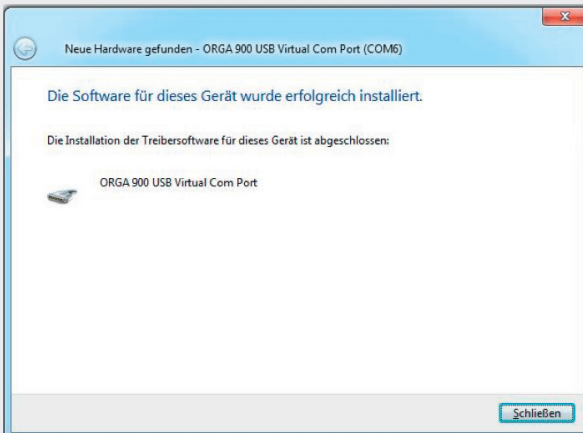 Neue Hardware gefunden - ORGA 900 USB Virtual Com Port (COM6)
Die Software für dieses Gerät wurde erfolgreich installiert.
Die Installation der Treibersoftware für dieses Gerät ist abgeschlossen:
ORGA 900 USB Virtual Com Port
Schließen